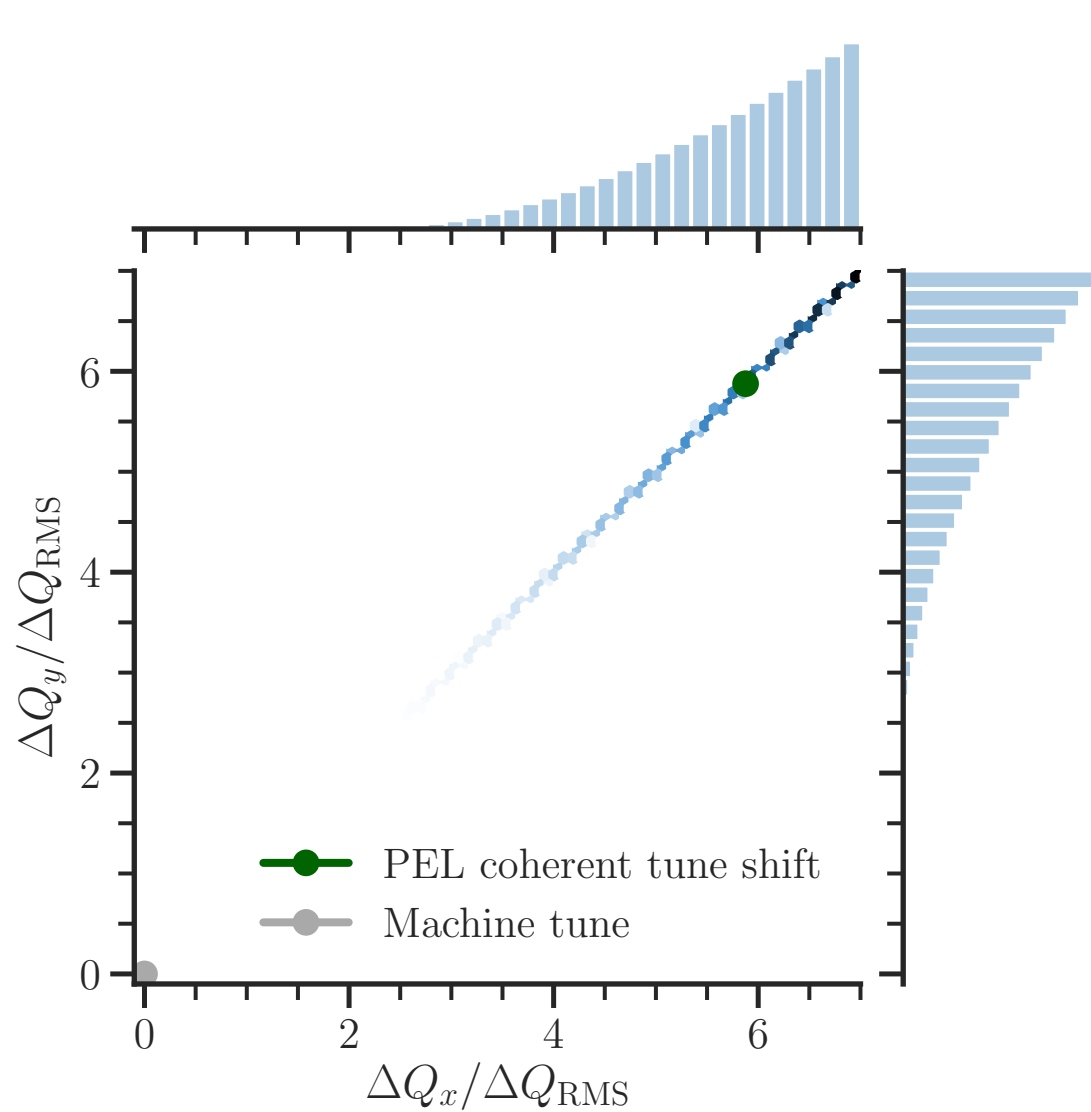 6
4
2
0
ΔQ_y/ΔQ_RMS
PEL coherent tune shift
Machine tune
0 2 4 6
ΔQ_x/ΔQ_RMS